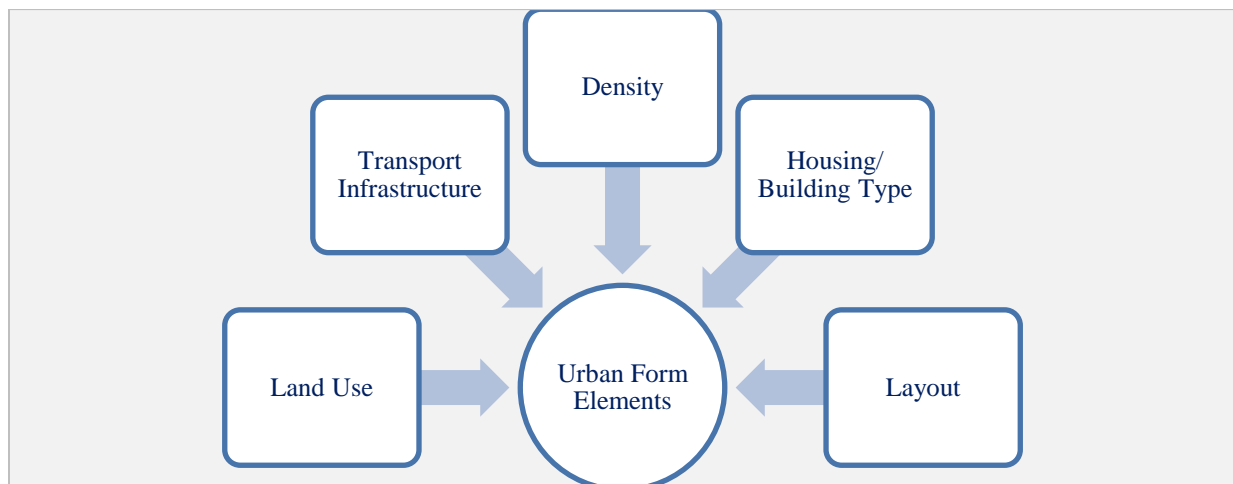 Density
Transport
Infrastructure
Housing/
Building Type
Land Use
Urban Form
Elements
Layout